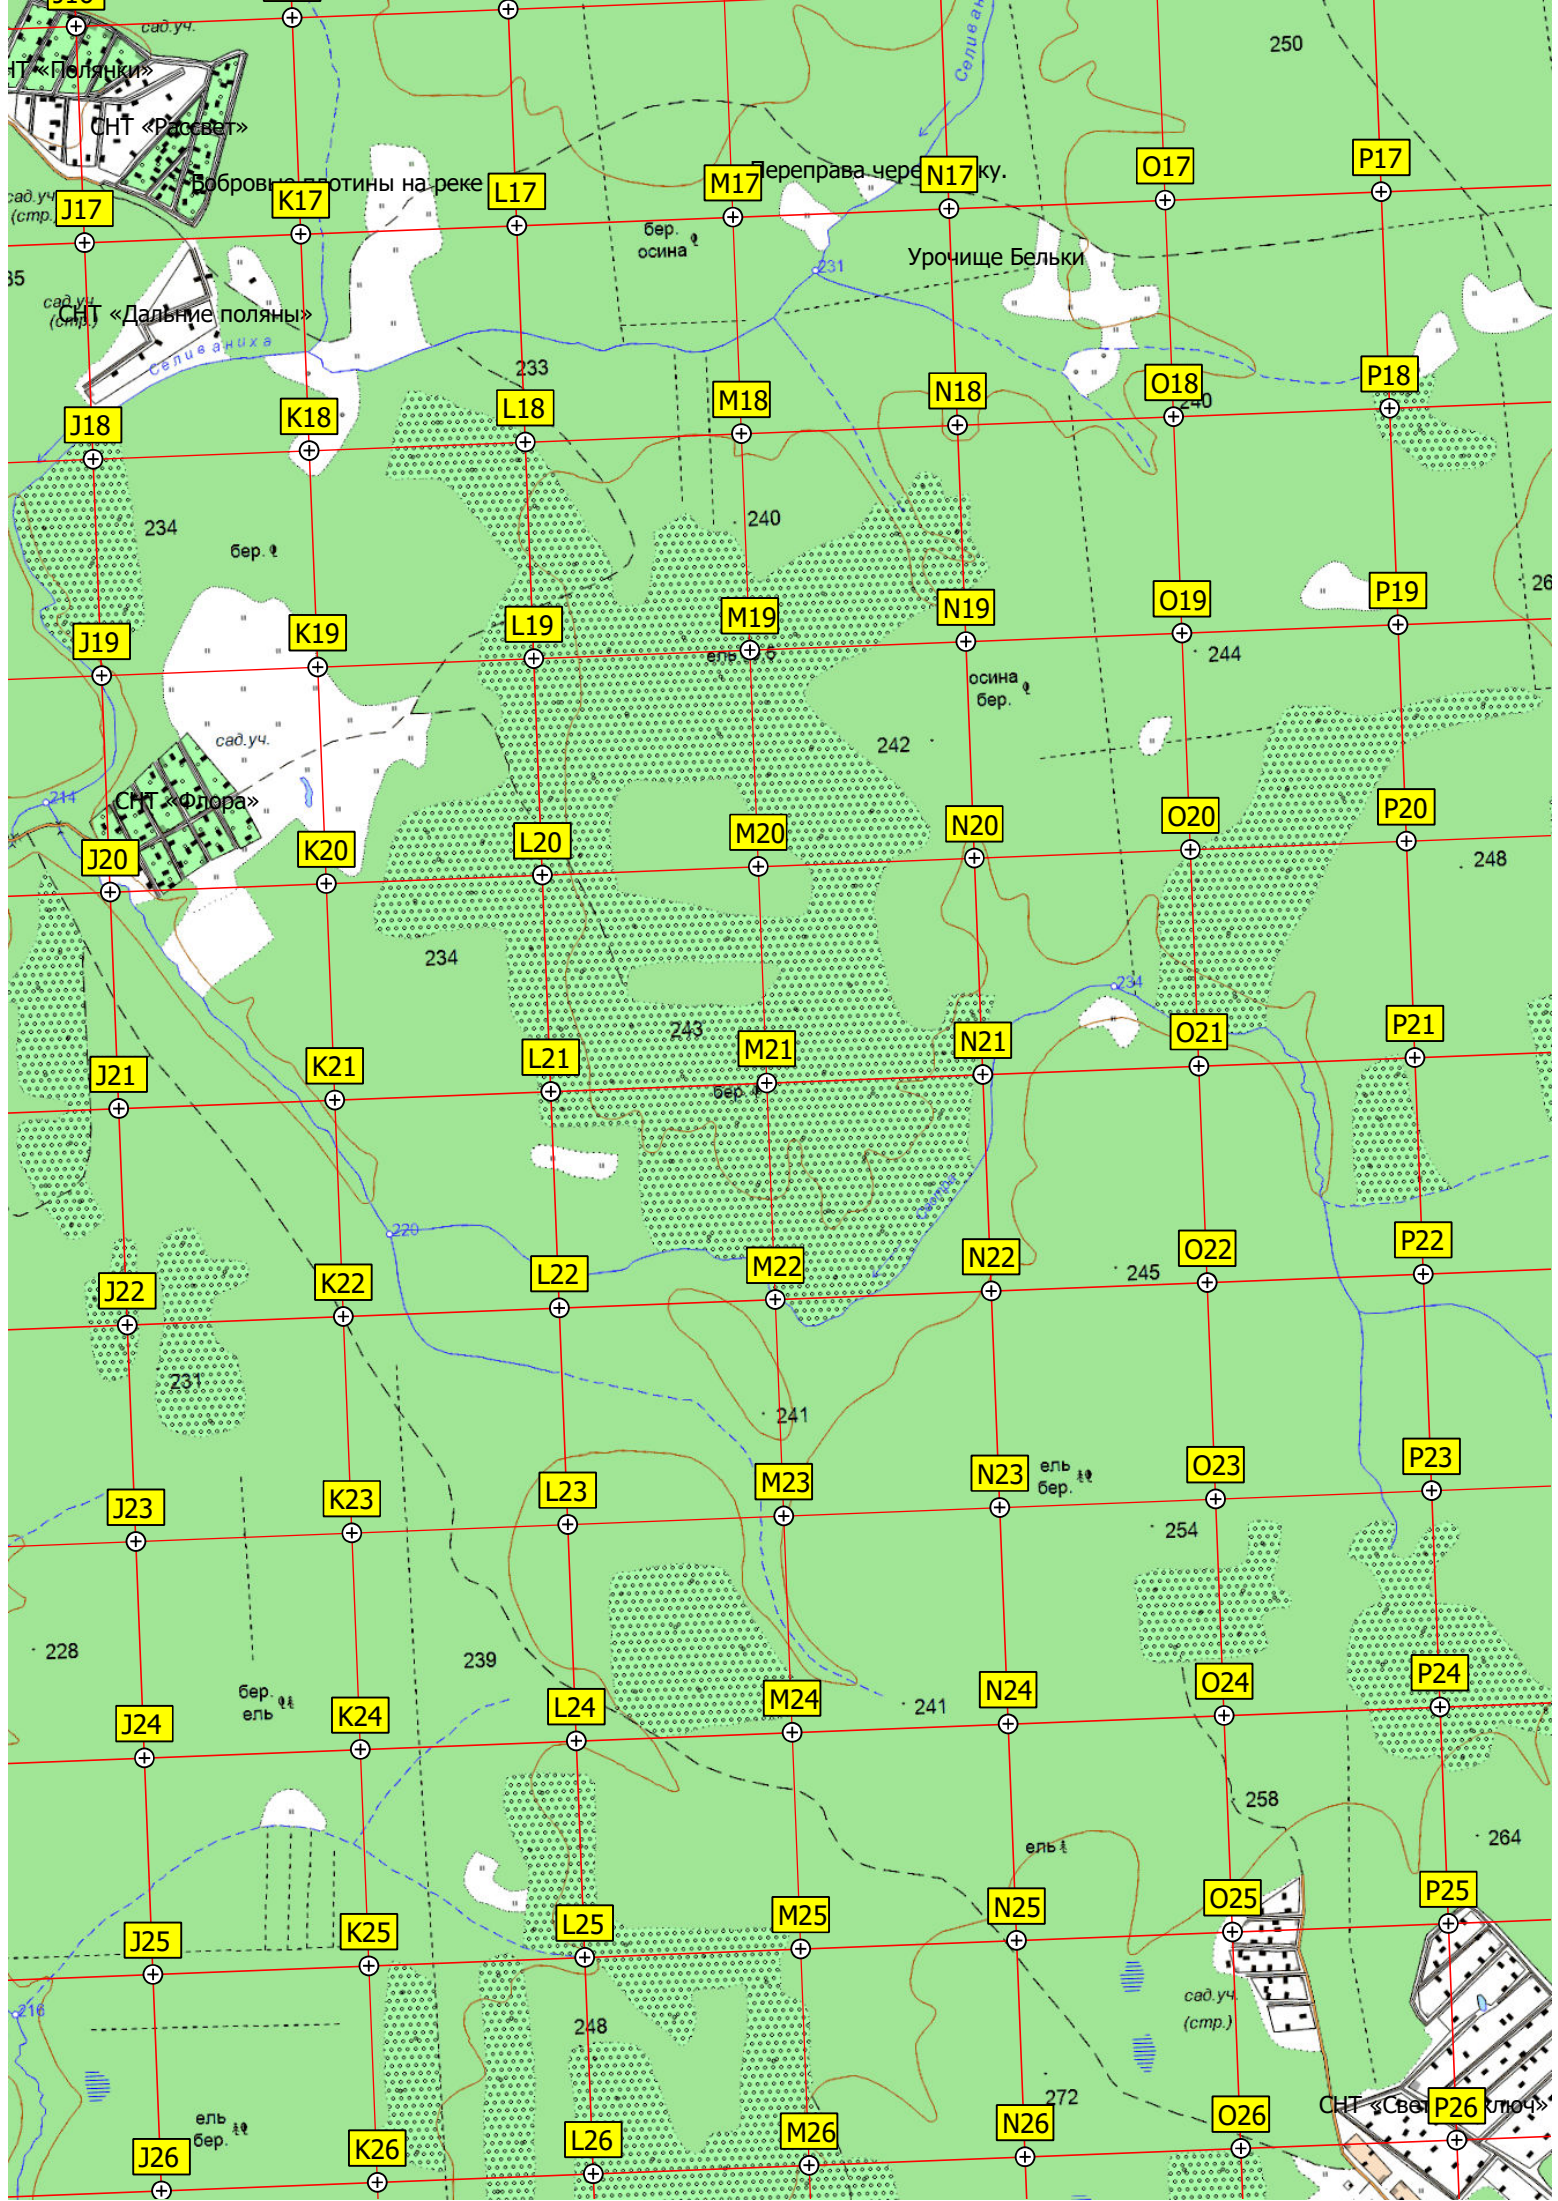 сад.уч.
250
Селиван
«Полянки»
СНТ «Рассвет»
сад.уч.
(стр.)
Бобровые плотины на реке
Переправа через
ку.
J17
K17
L17
M17
N17
O17
P17
бер.
осина
231
Урочище Бельки
сад.уч.
(стр.)
СНТ «Дальние поляны»
Селиваниха
233
J18
K18
L18
M18
N18
O18
P18
240
234
240
бер.
J19
K19
L19
M19
N19
O19
P19
ель
244
осина
бер.
сад.уч.
242
214
СНТ «Флора»
J20
K20
L20
M20
N20
O20
P20
248
234
234
243
J21
K21
L21
M21
N21
O21
P21
бер.
220
J22
K22
L22
M22
N22
O22
P22
245
231
241
J23
K23
L23
M23
N23
O23
P23
ель
бер.
254
228
239
бер.
ель
241
J24
K24
L24
M24
N24
O24
P24
258
264
ель
J25
K25
L25
M25
N25
O25
P25
216
248
сад.уч.
(стр.)
272
ель
бер.
J26
K26
L26
M26
N26
O26
P26